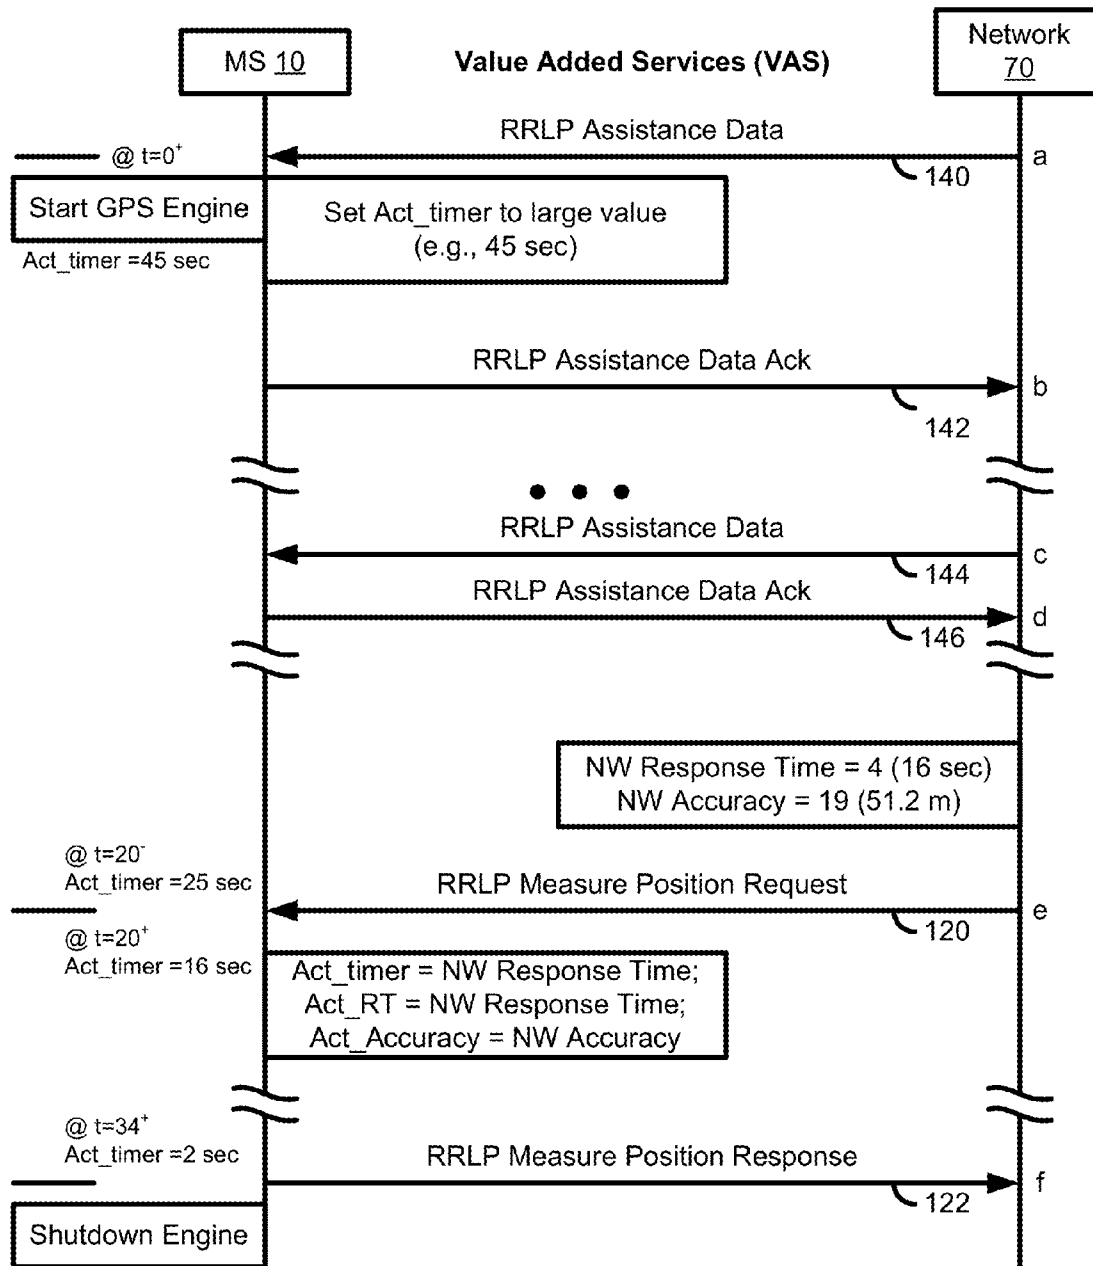 MS 10
Value Added Services (VAS)
Network
70
RRLP Assistance Data
@ t=0+
a
140
Start GPS Engine
Set Act_timer to large value
(e.g., 45 sec)
Act_timer =45 sec
RRLP Assistance Data Ack
b
142
RRLP Assistance Data
c
144
RRLP Assistance Data Ack
d
146
NW Response Time = 4 (16 sec)
NW Accuracy = 19 (51.2 m)
@ t=20-
Act_timer =25 sec
RRLP Measure Position Request
e
120
@ t=20+
Act_timer =16 sec
Act_timer = NW Response Time;
Act_RT = NW Response Time;
Act_Accuracy = NW Accuracy
@ t=34+
Act_timer =2 sec
RRLP Measure Position Response
f
122
Shutdown Engine